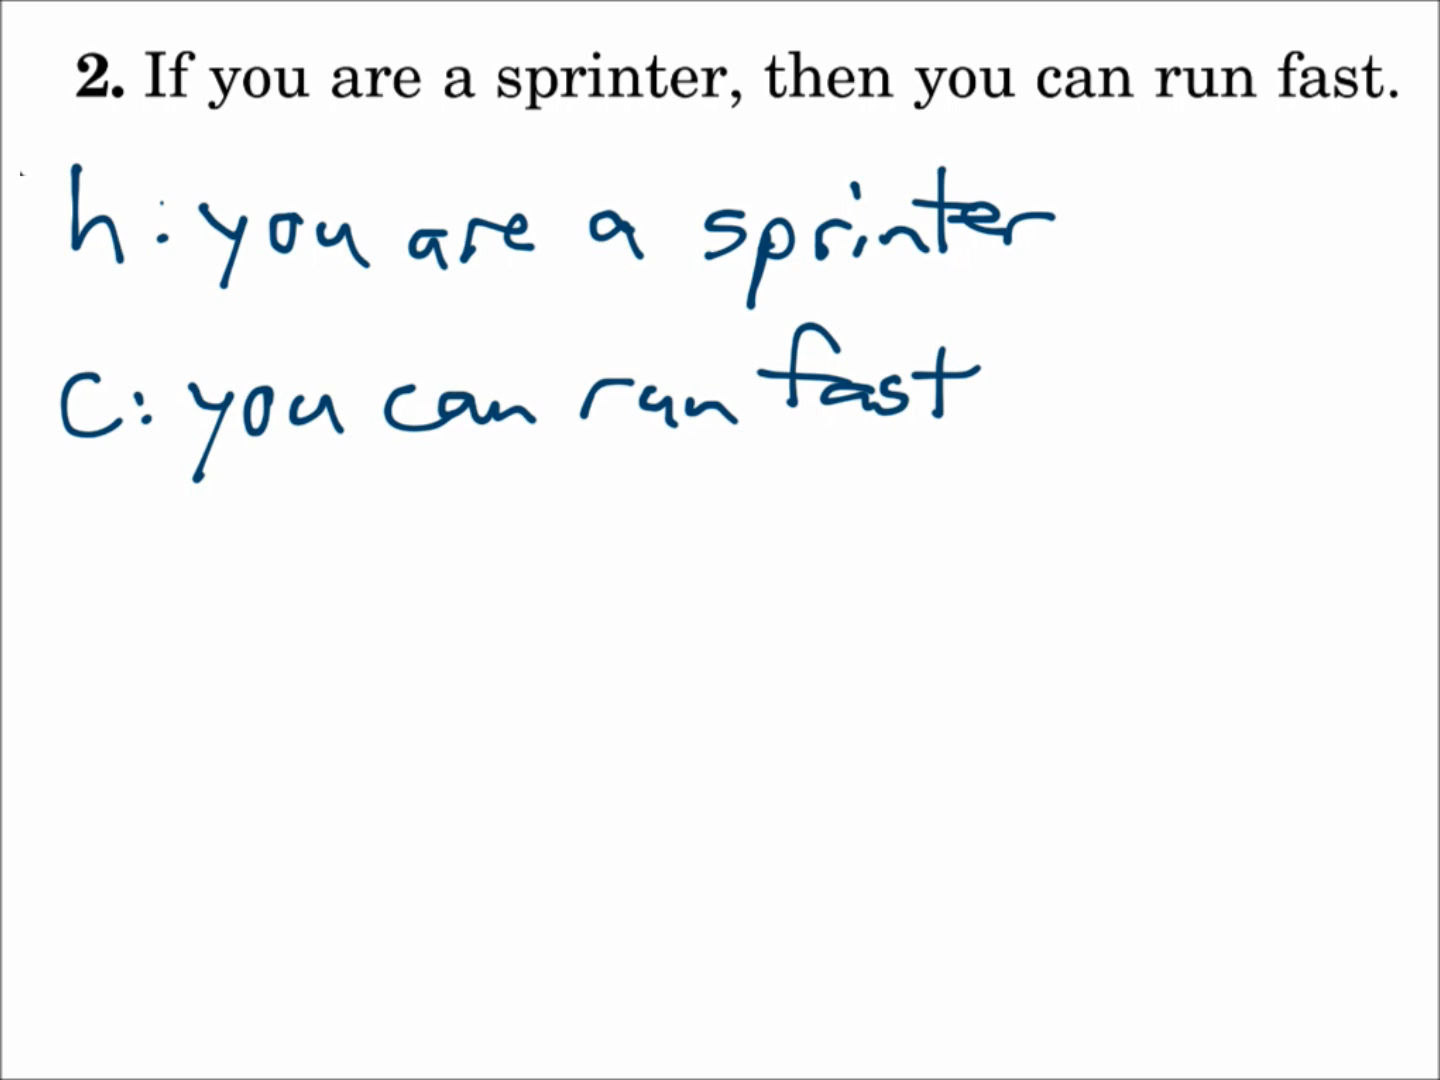 2. If you are a sprinter, then you can run fast.
h: you are a sprinter
c: you can run fast